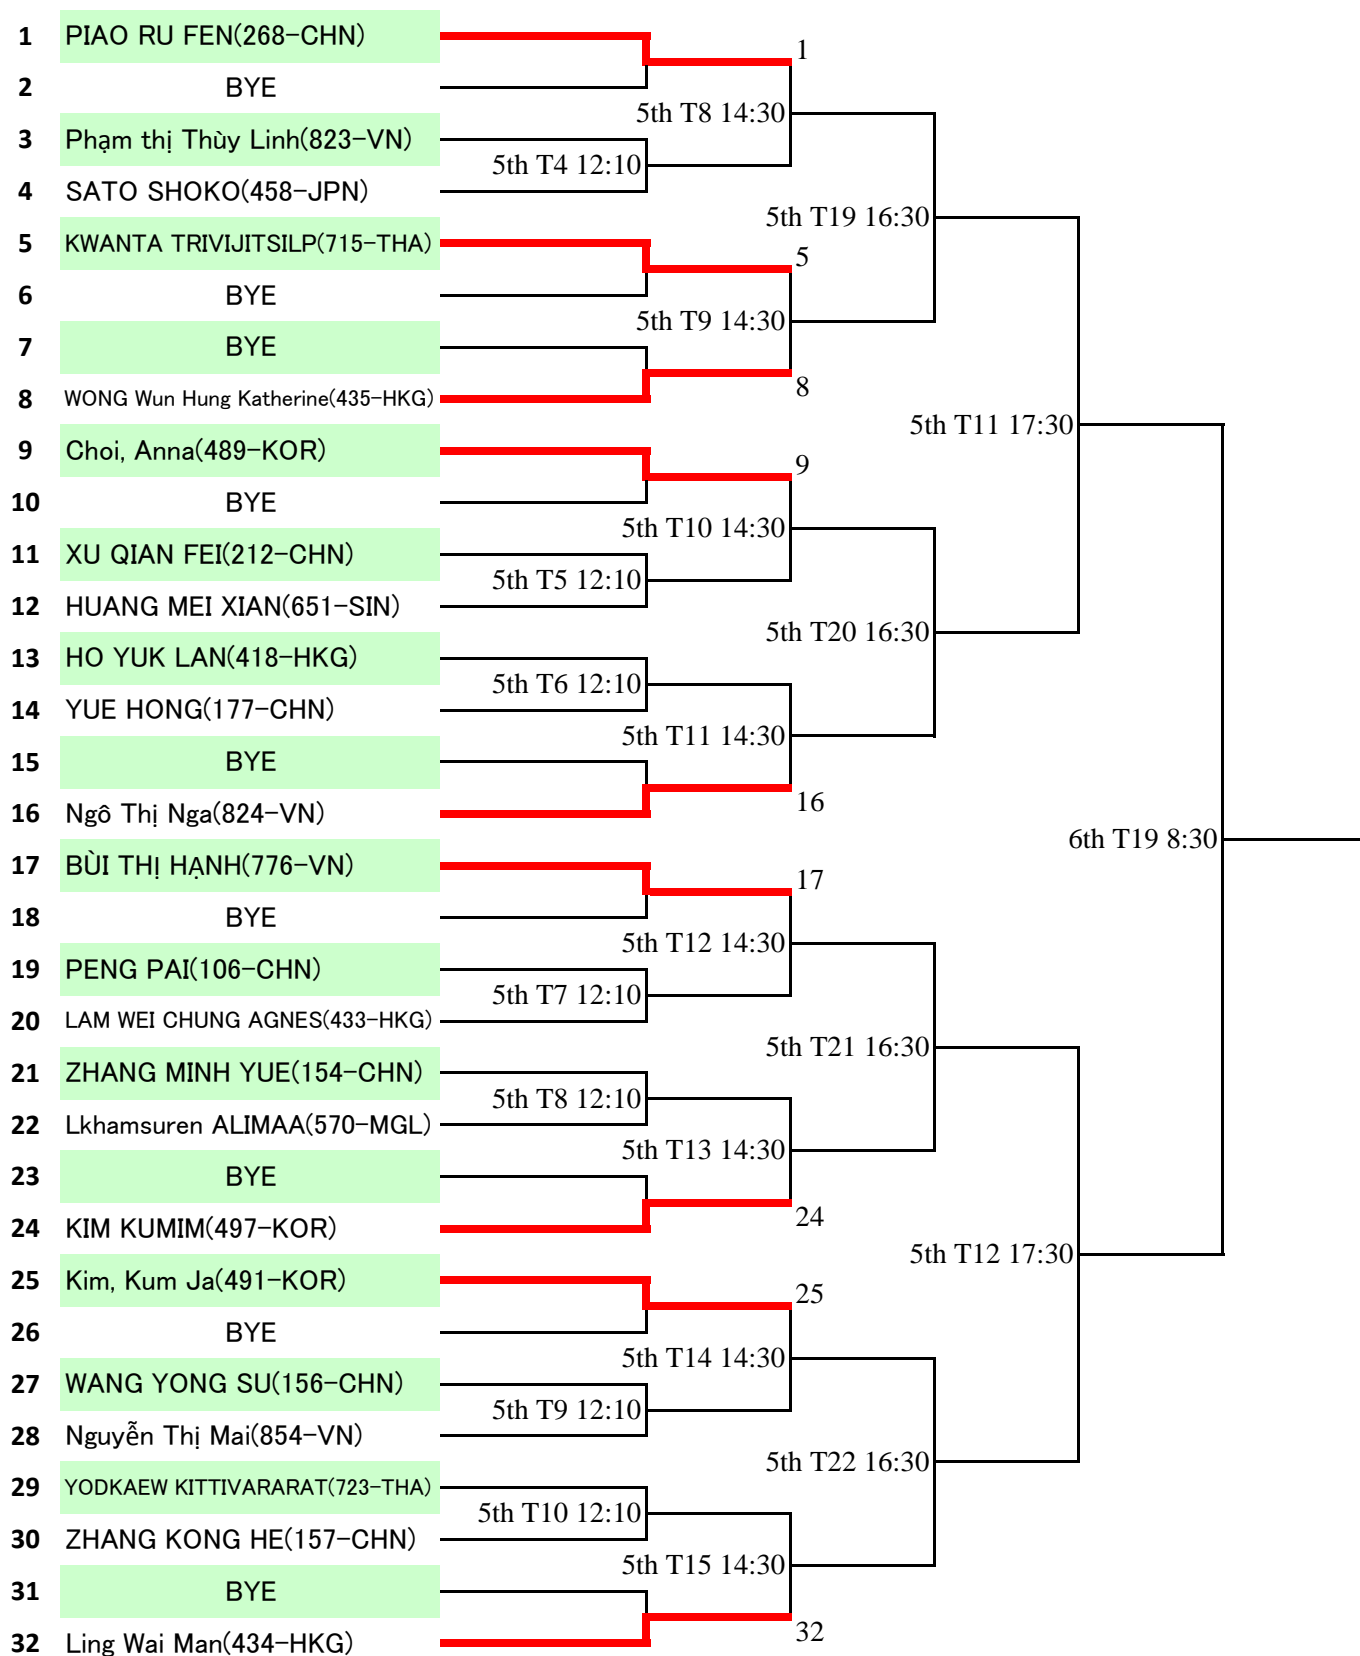 1 PIAO RU FEN(268-CHN)
1
2 BYE
5th T8 14:30
3 Phạm thị Thùy Linh(823-VN)
5th T4 12:10
4 SATO SHOKO(458-JPN)
5th T19 16:30
5 KWANTA TRIVIJITSILP(715-THA)
5
6 BYE
5th T9 14:30
7 BYE
8
8 WONG Wun Hung Katherine(435-HKG)
5th T11 17:30
9 Choi, Anna(489-KOR)
9
10 BYE
5th T10 14:30
11 XU QIAN FEI(212-CHN)
5th T5 12:10
12 HUANG MEI XIAN(651-SIN)
5th T20 16:30
13 HO YUK LAN(418-HKG)
5th T6 12:10
14 YUE HONG(177-CHN)
5th T11 14:30
15 BYE
16
16 Ngô Thị Nga(824-VN)
6th T19 8:30
17 BÙI THỊ HẠNH(776-VN)
17
18 BYE
5th T12 14:30
19 PENG PAI(106-CHN)
5th T7 12:10
20 LAM WEI CHUNG AGNES(433-HKG)
5th T21 16:30
21 ZHANG MINH YUE(154-CHN)
5th T8 12:10
22 Lkhamsuren ALIMAA(570-MGL)
5th T13 14:30
23 BYE
24
24 KIM KUMIM(497-KOR)
5th T12 17:30
25 Kim, Kum Ja(491-KOR)
25
26 BYE
5th T14 14:30
27 WANG YONG SU(156-CHN)
5th T9 12:10
28 Nguyễn Thị Mai(854-VN)
5th T22 16:30
29 YODKAEW KITTIVARARAT(723-THA)
5th T10 12:10
30 ZHANG KONG HE(157-CHN)
5th T15 14:30
31 BYE
32
32 Ling Wai Man(434-HKG)